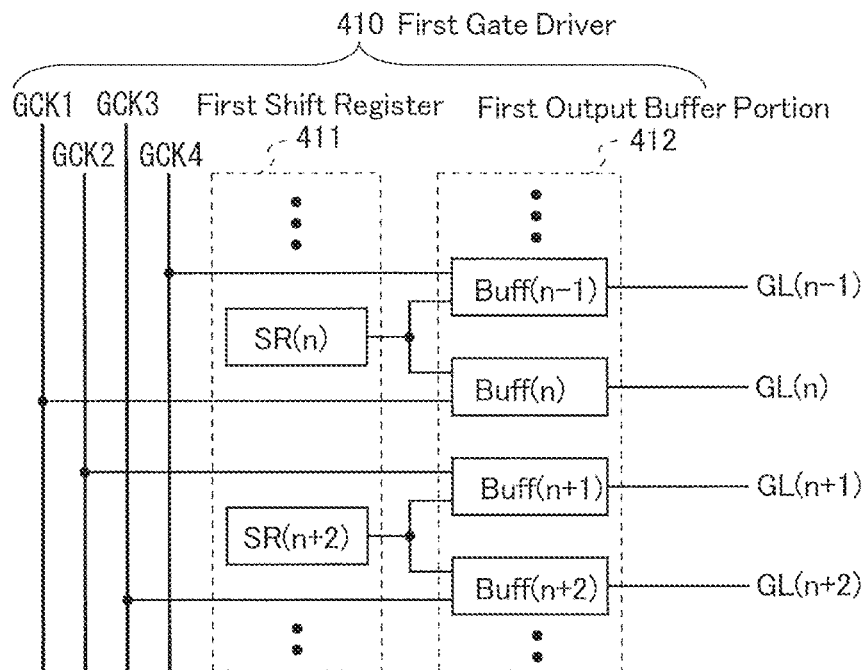 410 First Gate Driver
GCK1 GCK3 First Shift Register First Output Buffer Portion
GCK2 GCK4 411 412
Buff(n-1) GL(n-1)
SR(n)
Buff(n) GL(n)
Buff(n+1) GL(n+1)
SR(n+2)
Buff(n+2) GL(n+2)